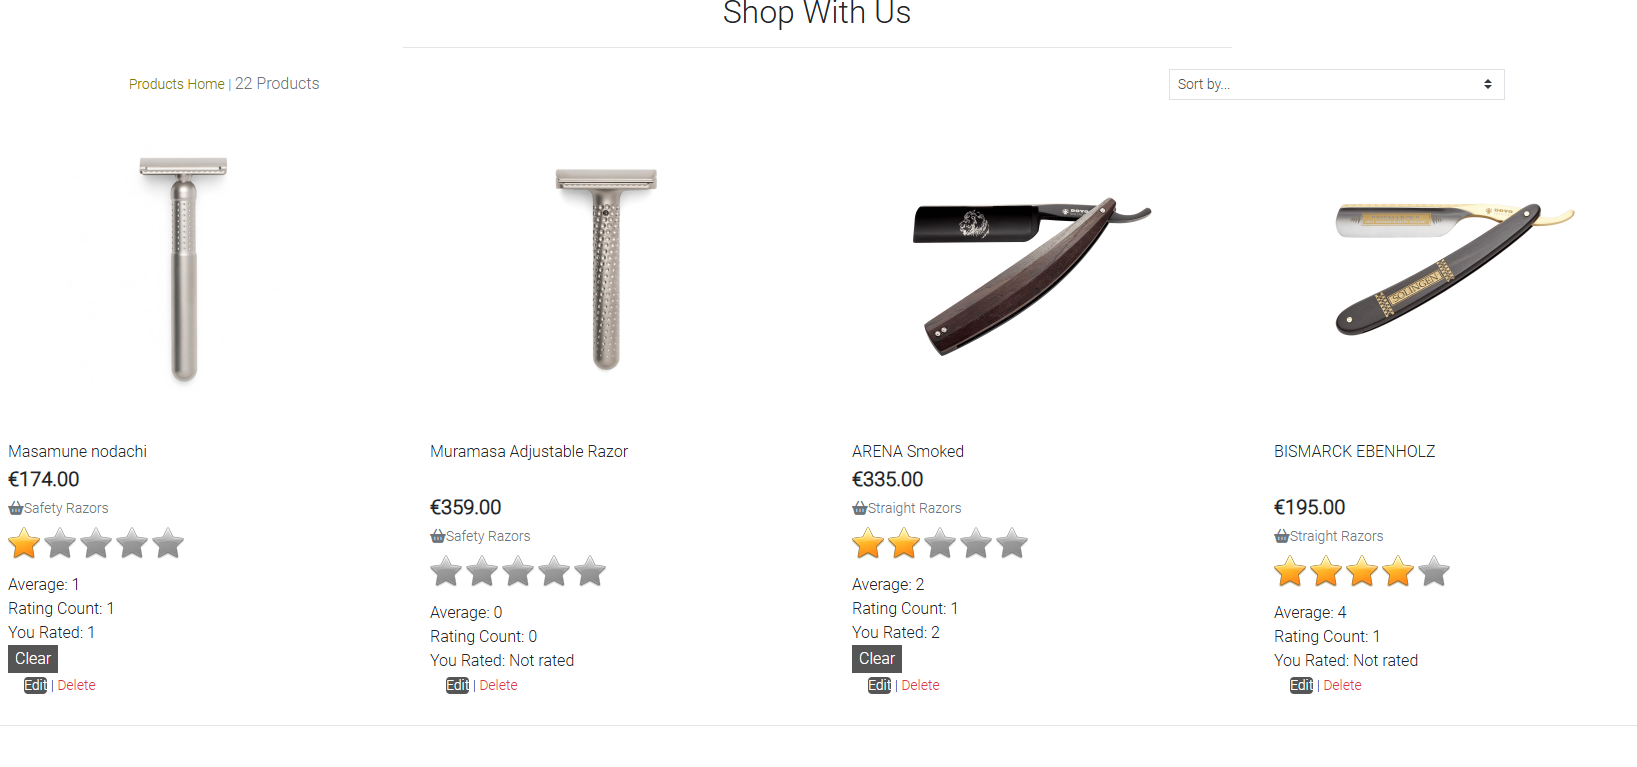 Shop With Us
Products Home | 22 Products
Sort by...
SOLINGEN
Masamune nodachi
€174.00
Safety Razors
Average: 1
Rating Count: 1
You Rated: 1
Clear
Edit | Delete
Muramasa Adjustable Razor
€359.00
Safety Razors
Average: 0
Rating Count: 0
You Rated: Not rated
Edit | Delete
ARENA Smoked
€335.00
Straight Razors
Average: 2
Rating Count: 1
You Rated: 2
Clear
Edit | Delete
BISMARCK EBENHOLZ
€195.00
Straight Razors
Average: 4
Rating Count: 1
You Rated: Not rated
Edit | Delete